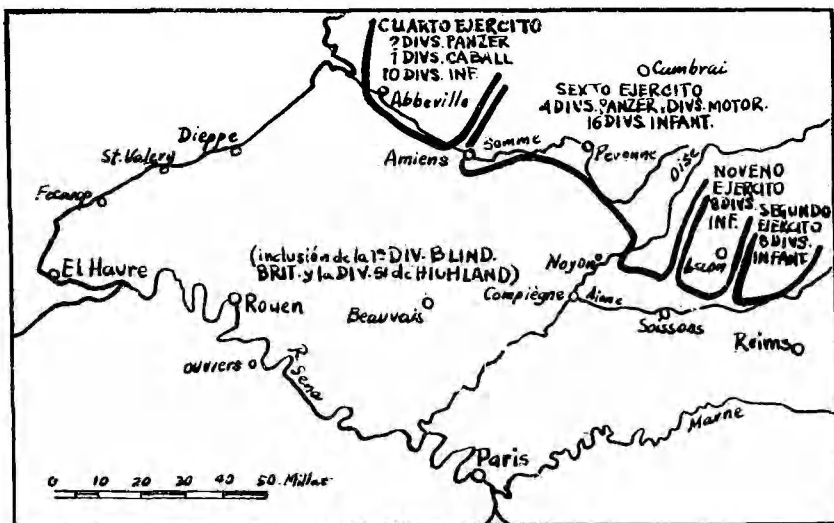 CUARTO EJERCITO
2 DIVS. PANZER
1 DIVS. CABALL
10 DIVS. INF.
Abbeville
Cambrai
SEXTO EJERCITO
4 DIVS. PANZER, DIVS. MOTOR.
16 DIVS. INFANT.
Dieppe
St. Valery
Fecamp
El Havre
Amiens
Somme
Peronne
Oise
NOVENO
EJERCITO
8 DIVS.
INF.
SEGUNDO
EJERCITO
8 DIVS.
INFANT.
Laon
(inclusión de la 1ª DIV. BLIND.
BRIT. y la DIV. 51 de HIGHLAND)
Noyon
Compiègne
Aisne
Soissons
Reims
Rouen
Beauvais
ouviers
R. Sena
Marne
Paris
0 10 20 30 40 50 Millas